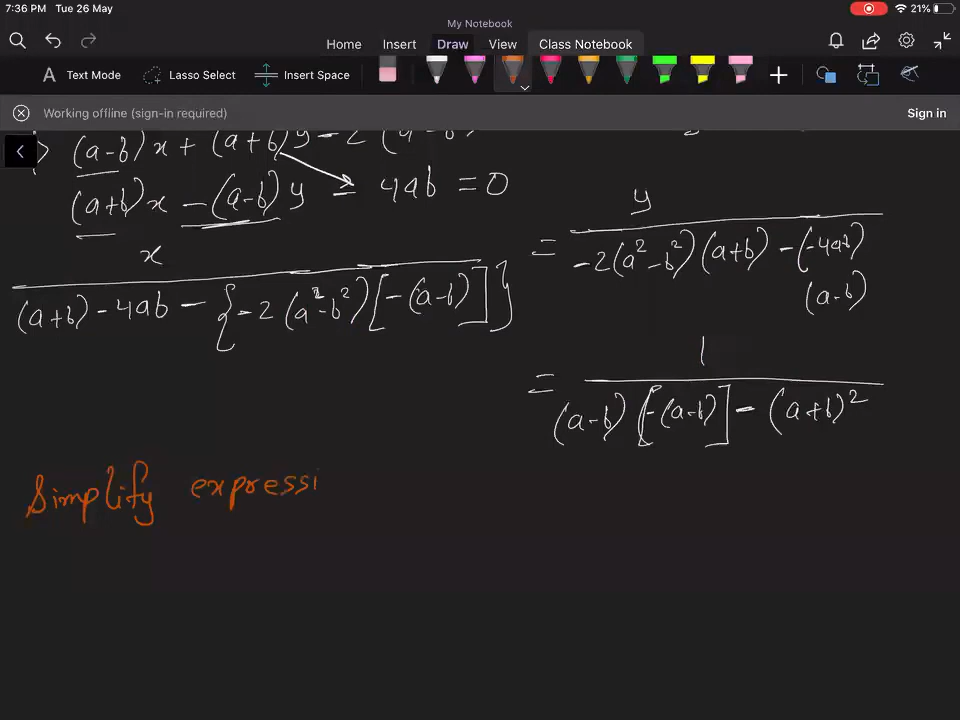 7:36 PM Tue 26 May
21%
My Notebook
Home Insert Draw View Class Notebook
A Text Mode Lasso Select Insert Space
Working offline (sign-in required) Sign in
(a-b)x + (a+b)y - 2(a
(a+b)x - (a-b)y - 4ab = 0
x
(a+b) - 4ab - {-2(a²-b²)[-(a-b)]}
= y
-2(a²-b²)(a+b) - (-4ab)
(a-b)
= 1
(a-b)[-(a-b)] - (a+b)²
Simplify expressi